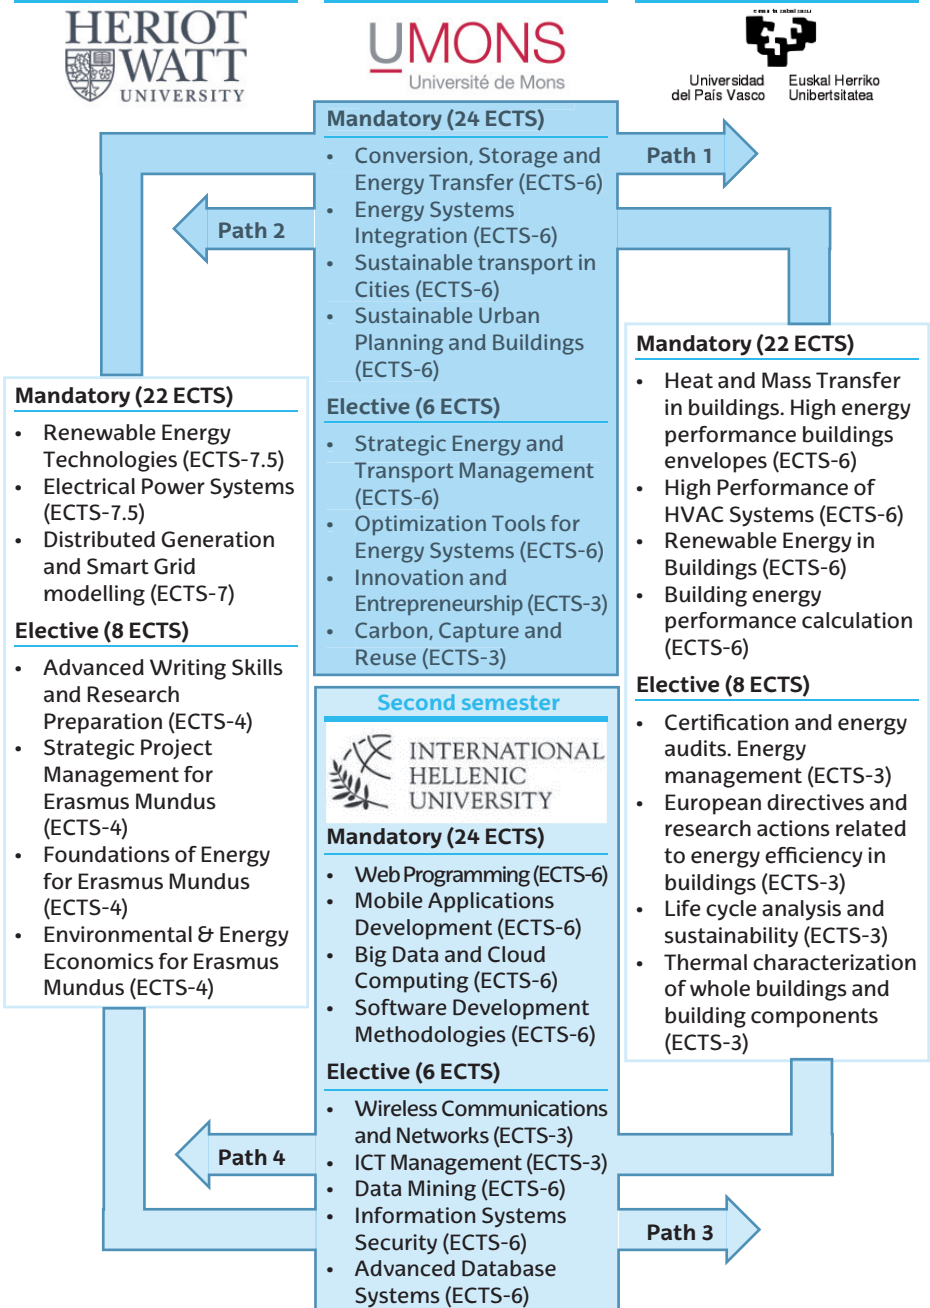 HERIOT
WATT
UNIVERSITY
UMONS
Université de Mons
Universidad
del País Vasco
Euskal Herriko
Unibertsitatea
Path 1
Path 2
Mandatory (24 ECTS)
• Conversion, Storage and
Energy Transfer (ECTS-6)
• Energy Systems
Integration (ECTS-6)
• Sustainable transport in
Cities (ECTS-6)
• Sustainable Urban
Planning and Buildings
(ECTS-6)
Elective (6 ECTS)
• Strategic Energy and
Transport Management
(ECTS-6)
• Optimization Tools for
Energy Systems (ECTS-6)
• Innovation and
Entrepreneurship (ECTS-3)
• Carbon, Capture and
Reuse (ECTS-3)
Mandatory (22 ECTS)
• Renewable Energy
Technologies (ECTS-7.5)
• Electrical Power Systems
(ECTS-7.5)
• Distributed Generation
and Smart Grid
modelling (ECTS-7)
Elective (8 ECTS)
• Advanced Writing Skills
and Research
Preparation (ECTS-4)
• Strategic Project
Management for
Erasmus Mundus
(ECTS-4)
• Foundations of Energy
for Erasmus Mundus
(ECTS-4)
• Environmental & Energy
Economics for Erasmus
Mundus (ECTS-4)
Mandatory (22 ECTS)
• Heat and Mass Transfer
in buildings. High energy
performance buildings
envelopes (ECTS-6)
• High Performance of
HVAC Systems (ECTS-6)
• Renewable Energy in
Buildings (ECTS-6)
• Building energy
performance calculation
(ECTS-6)
Elective (8 ECTS)
• Certification and energy
audits. Energy
management (ECTS-3)
• European directives and
research actions related
to energy efficiency in
buildings (ECTS-3)
• Life cycle analysis and
sustainability (ECTS-3)
• Thermal characterization
of whole buildings and
building components
(ECTS-3)
Second semester
INTERNATIONAL
HELLENIC
UNIVERSITY
Mandatory (24 ECTS)
• Web Programming (ECTS-6)
• Mobile Applications
Development (ECTS-6)
• Big Data and Cloud
Computing (ECTS-6)
• Software Development
Methodologies (ECTS-6)
Elective (6 ECTS)
• Wireless Communications
and Networks (ECTS-3)
• ICT Management (ECTS-3)
• Data Mining (ECTS-6)
• Information Systems
Security (ECTS-6)
• Advanced Database
Systems (ECTS-6)
Path 4
Path 3